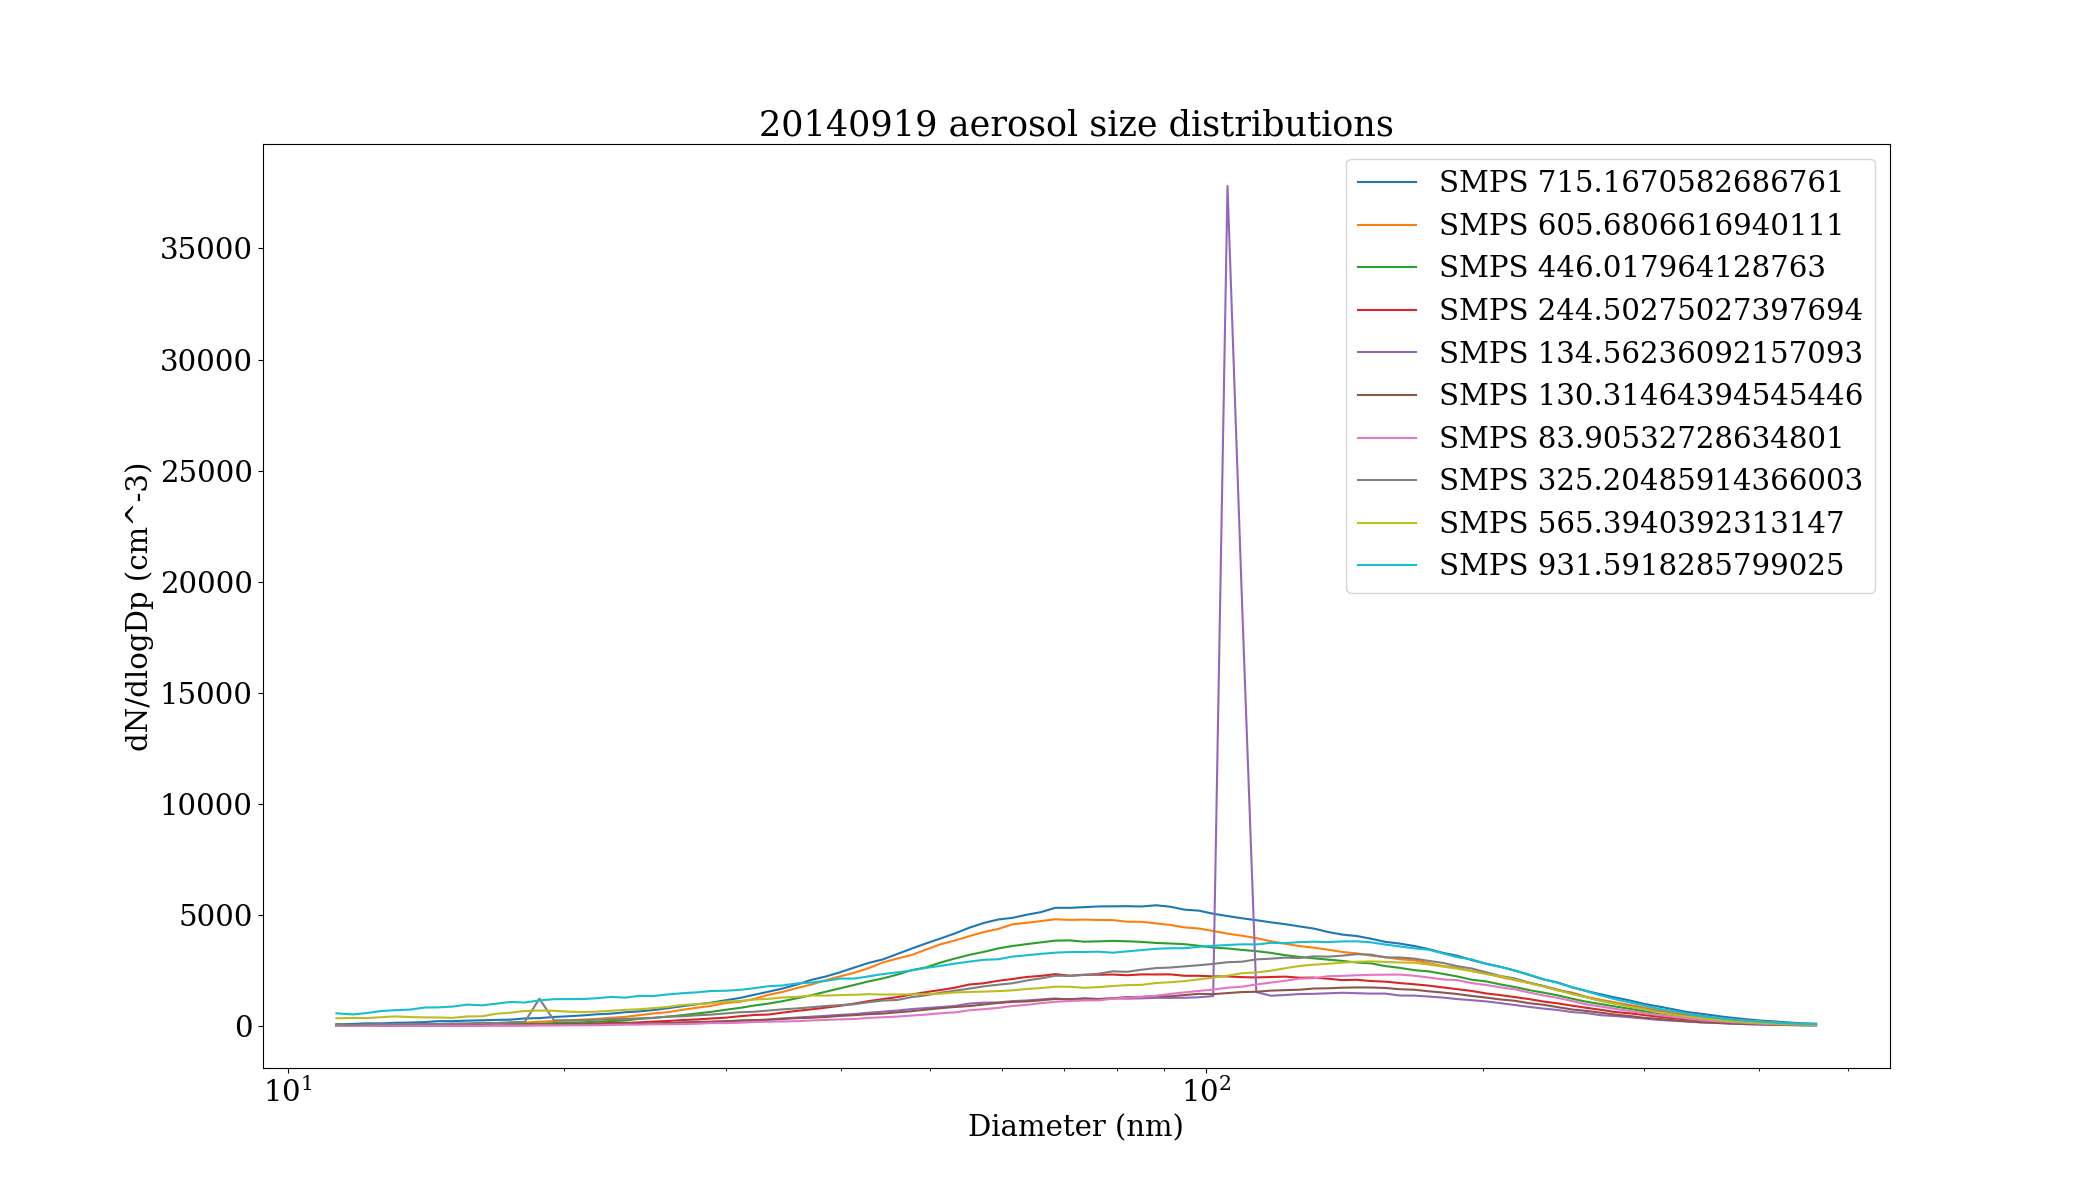 20140919 aerosol size distributions
SMPS 715.1670582686761
SMPS 605.6806616940111
SMPS 446.017964128763
SMPS 244.50275027397694
SMPS 134.56236092157093
SMPS 130.31464394545446
SMPS 83.90532728634801
SMPS 325.20485914366003
SMPS 565.3940392313147
SMPS 931.5918285799025
dN/dlogDp (cm^-3)
35000
30000
25000
20000
15000
10000
5000
0
10¹ 10²
Diameter (nm)